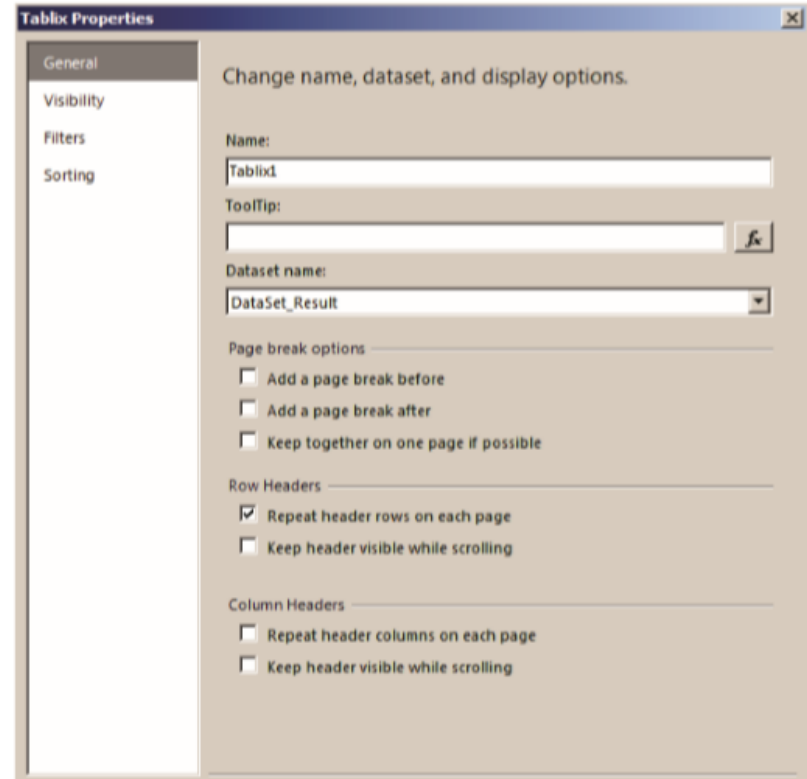 Tablix Properties
General
Visibility
Filters
Sorting
Change name, dataset, and display options.
Name:
Tablix1
ToolTip:
fx
Dataset name:
DataSet_Result
Page break options
Add a page break before
Add a page break after
Keep together on one page if possible
Row Headers
Repeat header rows on each page
Keep header visible while scrolling
Column Headers
Repeat header columns on each page
Keep header visible while scrolling